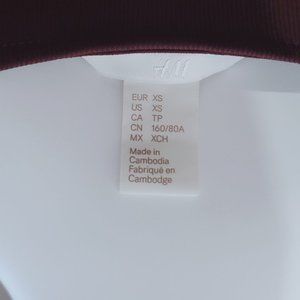 H&M
EUR XS
US XS
CA TP
CN 160/80A
MX XCH
Made in
Cambodia
Fabriqué en
Cambodge